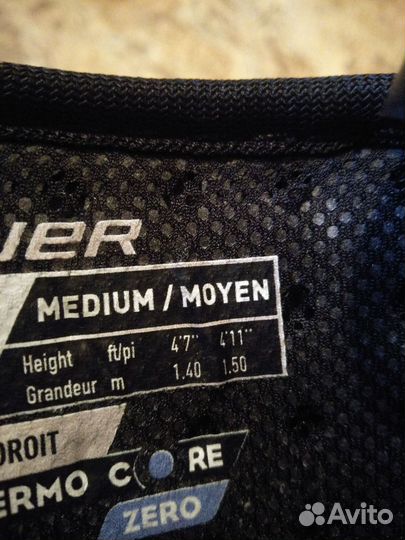 UER
MEDIUM / MOYEN
Height ft/pi 4'7" 4'11"
Grandeur m 1.40 1.50
DROIT
ERMO CORE
ZERO
Avito